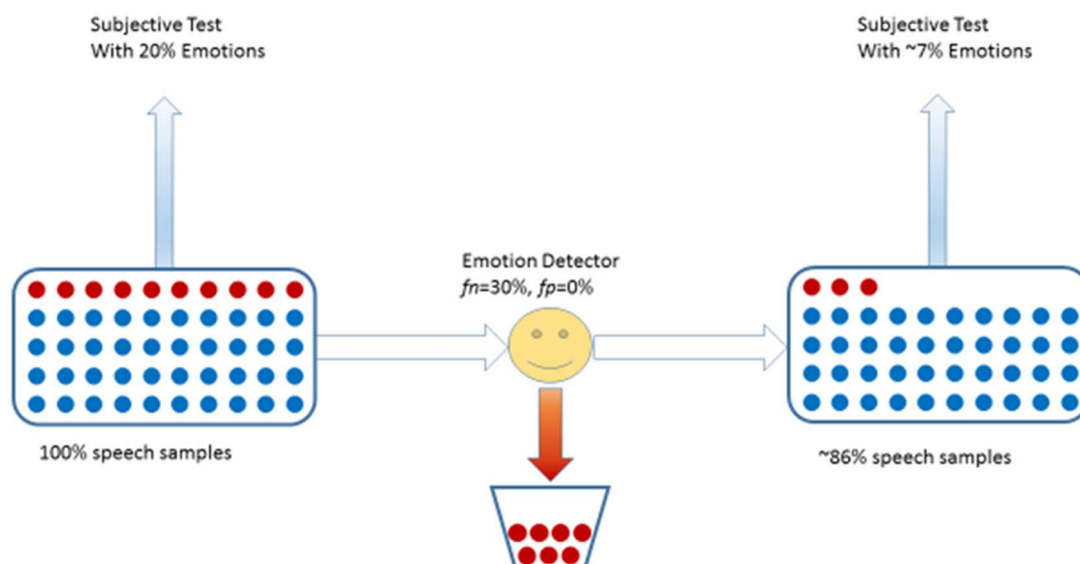 Subjective Test
With 20% Emotions
Subjective Test
With ~7% Emotions
Emotion Detector
fn=30%, fp=0%
100% speech samples
~86% speech samples